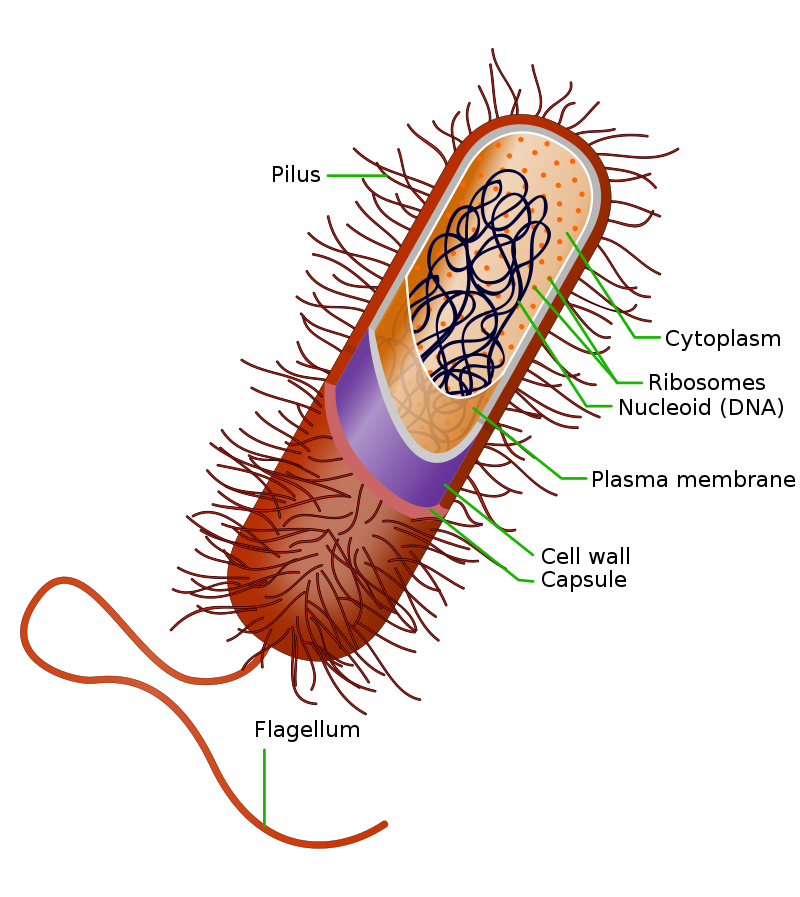 Pilus
Cytoplasm
Ribosomes
Nucleoid (DNA)
Plasma membrane
Cell wall
Capsule
Flagellum